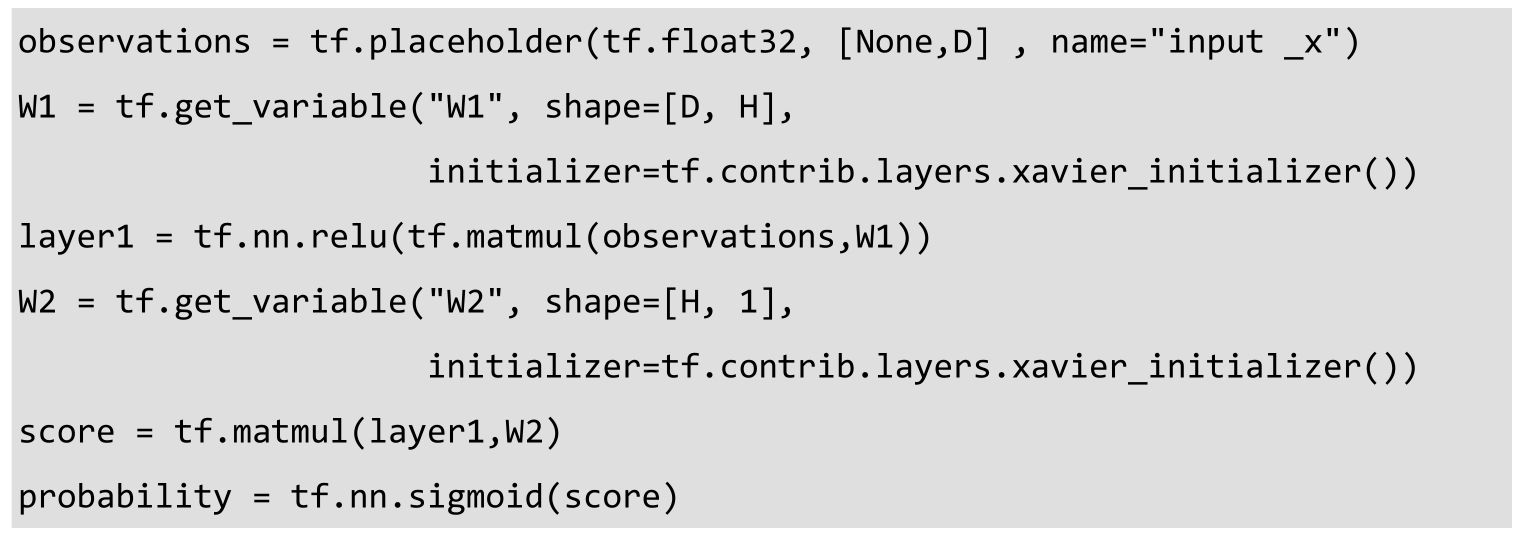 observations = tf.placeholder(tf.float32, [None,D] , name="input _x")
W1 = tf.get_variable("W1", shape=[D, H],
                     initializer=tf.contrib.layers.xavier_initializer())
layer1 = tf.nn.relu(tf.matmul(observations,W1))
W2 = tf.get_variable("W2", shape=[H, 1],
                     initializer=tf.contrib.layers.xavier_initializer())
score = tf.matmul(layer1,W2)
probability = tf.nn.sigmoid(score)